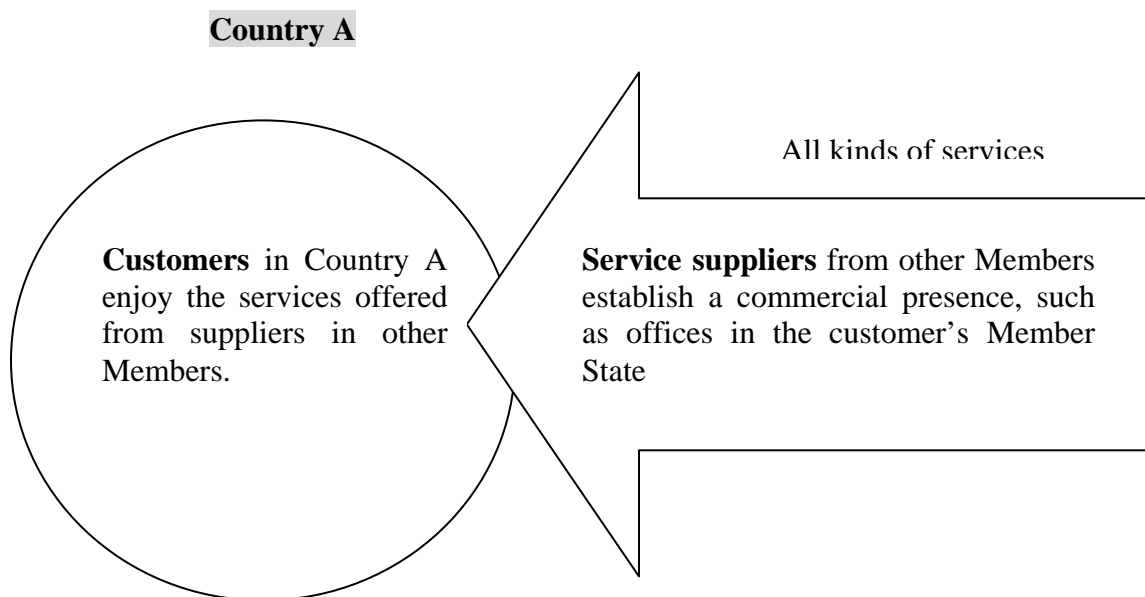 Country A
All kinds of services
Customers in Country A
enjoy the services offered
from suppliers in other
Members.
Service suppliers from other Members
establish a commercial presence, such
as offices in the customer’s Member
State